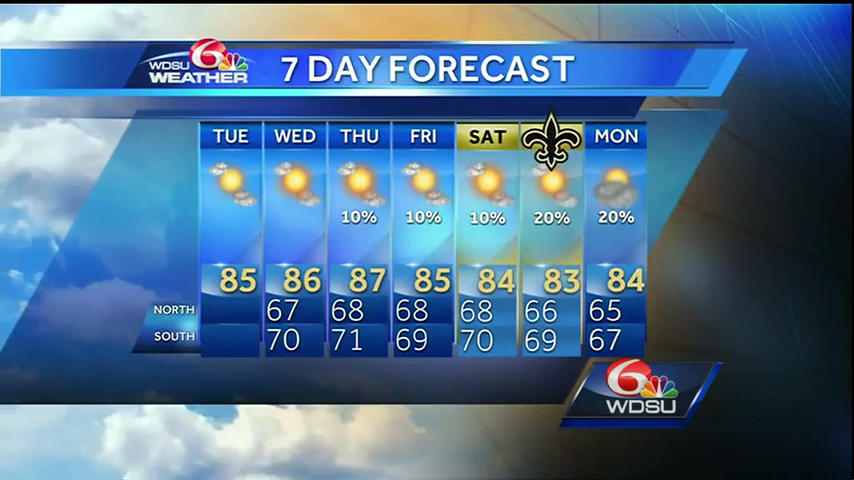 WDSU 6
WEATHER
7 DAY FORECAST
TUE WED THU FRI SAT MON
10% 10% 10% 20% 20%
85 86 87 85 84 83 84
NORTH 67 68 68 68 66 65
SOUTH 70 71 69 70 69 67
6
WDSU